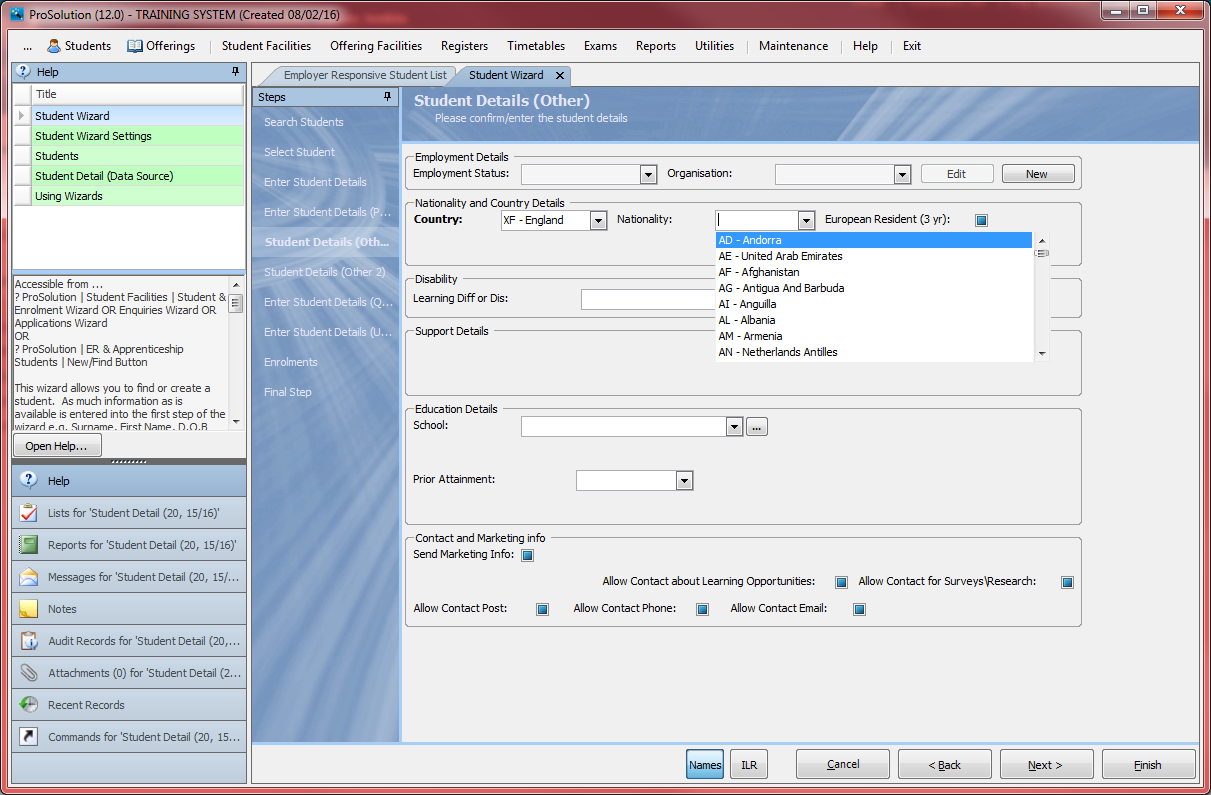 ProSolution (12.0) - TRAINING SYSTEM (Created 08/02/16)
... Students Offerings Student Facilities Offering Facilities Registers Timetables Exams Reports Utilities Maintenance Help Exit
Help
Title
Student Wizard
Student Wizard Settings
Students
Student Detail (Data Source)
Using Wizards
Accessible from ...
? ProSolution | Student Facilities | Student &
Enrolment Wizard OR Enquiries Wizard OR
Applications Wizard
OR
? ProSolution | ER & Apprenticeship
Students | New/Find Button
This wizard allows you to find or create a
student. As much information as is
available is entered into the first step of the
wizard e.g. Surname, First Name, D.O.B
Open Help...
Help
Lists for 'Student Detail (20, 15/16)'
Reports for 'Student Detail (20, 15/16)'
Messages for 'Student Detail (20, 15/...
Notes
Audit Records for 'Student Detail (20,...
Attachments (0) for 'Student Detail (2...
Recent Records
Commands for 'Student Detail (20, 15...
Employer Responsive Student List Student Wizard
Steps
Search Students
Select Student
Enter Student Details
Enter Student Details (P...
Student Details (Oth...
Student Details (Other 2)
Enter Student Details (Q...
Enter Student Details (U...
Enrolments
Final Step
Student Details (Other)
Please confirm/enter the student details
Employment Details
Employment Status: Organisation: Edit New
Nationality and Country Details
Country: XF - England Nationality: European Resident (3 yr):
AD - Andorra
AE - United Arab Emirates
AF - Afghanistan
AG - Antigua And Barbuda
AI - Anguilla
AL - Albania
AM - Armenia
AN - Netherlands Antilles
Disability
Learning Diff or Dis:
Support Details
Education Details
School: ...
Prior Attainment:
Contact and Marketing info
Send Marketing Info:
Allow Contact about Learning Opportunities: Allow Contact for Surveys\Research:
Allow Contact Post: Allow Contact Phone: Allow Contact Email:
Names ILR Cancel < Back Next > Finish